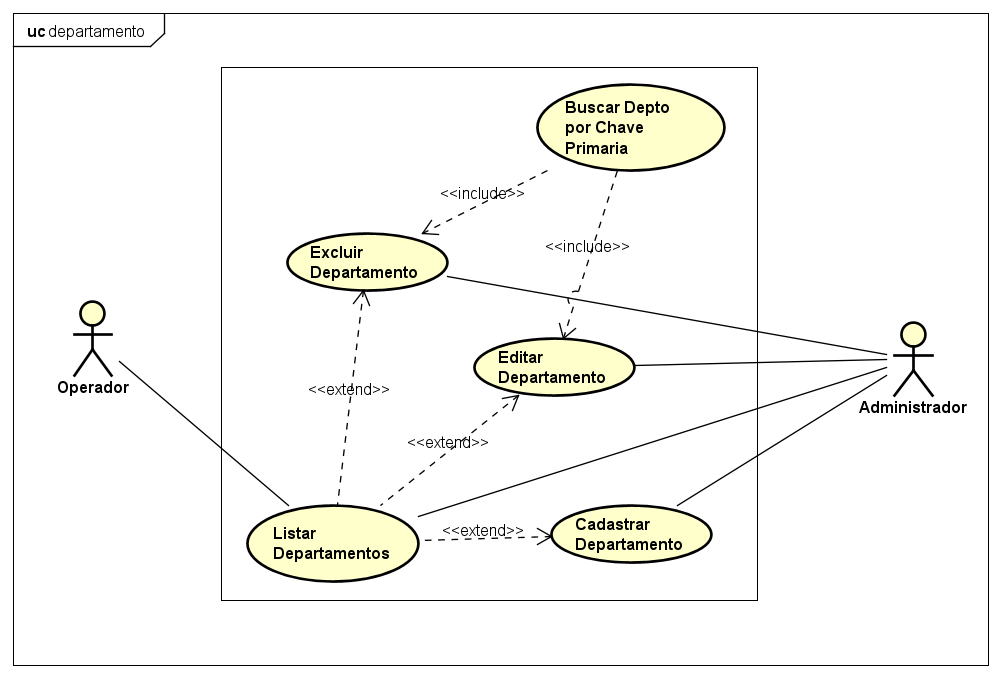 uc departamento
Buscar Depto
por Chave
Primaria
<<include>>
<<include>>
Excluir
Departamento
Operador
Editar
Departamento
Administrador
<<extend>>
<<extend>>
<<extend>>
Listar
Departamentos
Cadastrar
Departamento